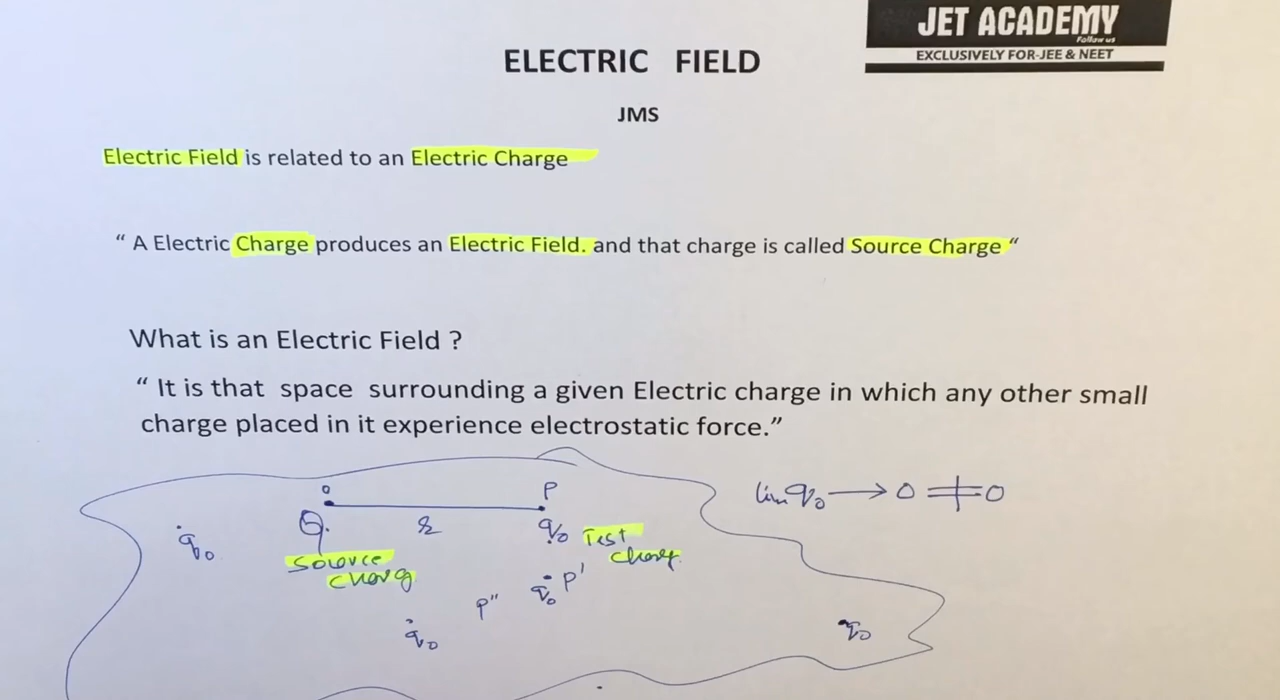 JET ACADEMY
Follow us
EXCLUSIVELY FOR-JEE & NEET
ELECTRIC FIELD
JMS
Electric Field is related to an Electric Charge
“ A Electric Charge produces an Electric Field. and that charge is called Source Charge “
What is an Electric Field ?
“ It is that space surrounding a given Electric charge in which any other small
charge placed in it experience electrostatic force.”
o P
lim q₀ → 0 ≠ 0
Q. r q₀ Test
q₀
Source charge
P' q₀
P"
q₀
q₀